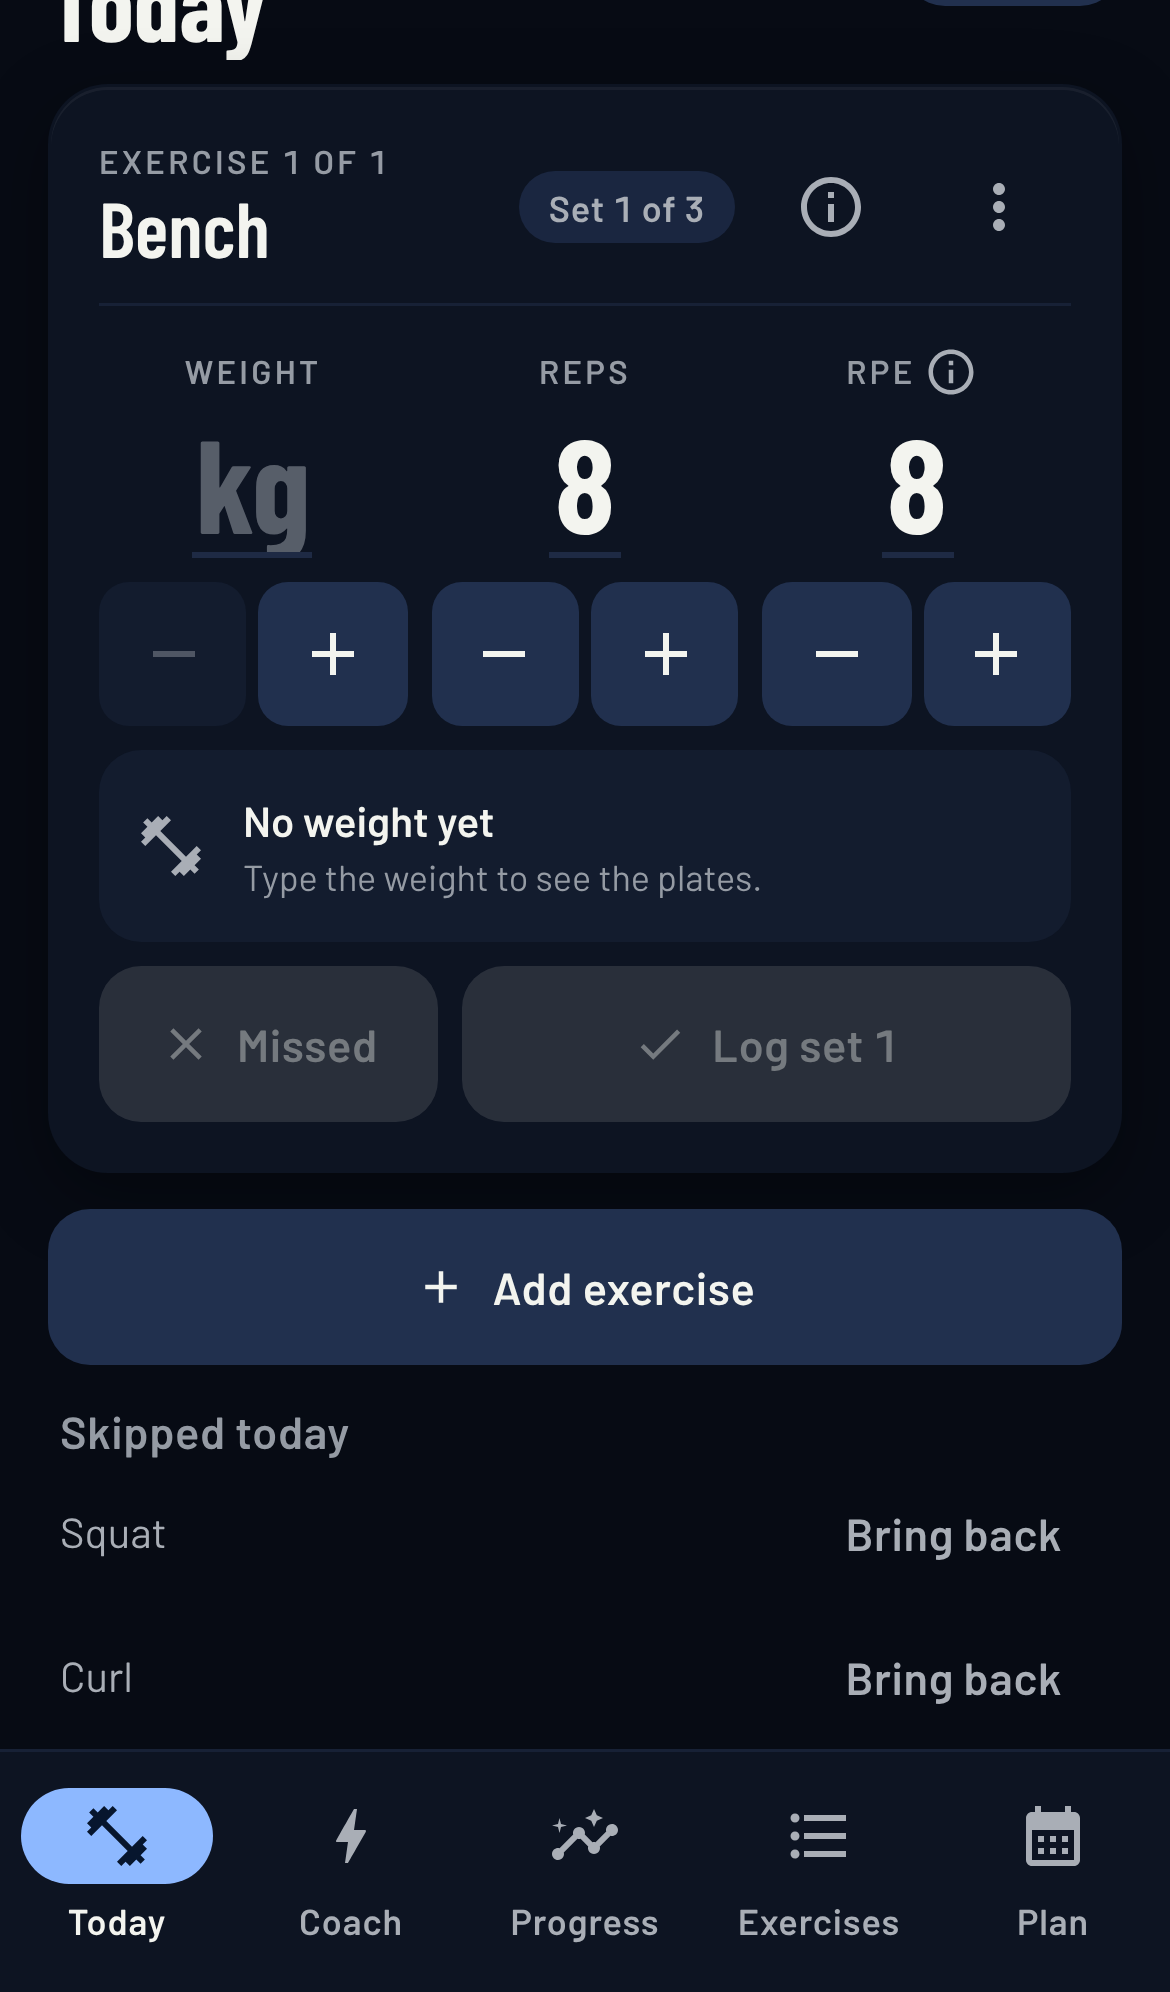 Today
EXERCISE 1 OF 1
Bench
Set 1 of 3
WEIGHT
REPS
RPE
kg
8
8
No weight yet
Type the weight to see the plates.
Missed
Log set 1
Add exercise
Skipped today
Squat
Bring back
Curl
Bring back
Today
Coach
Progress
Exercises
Plan